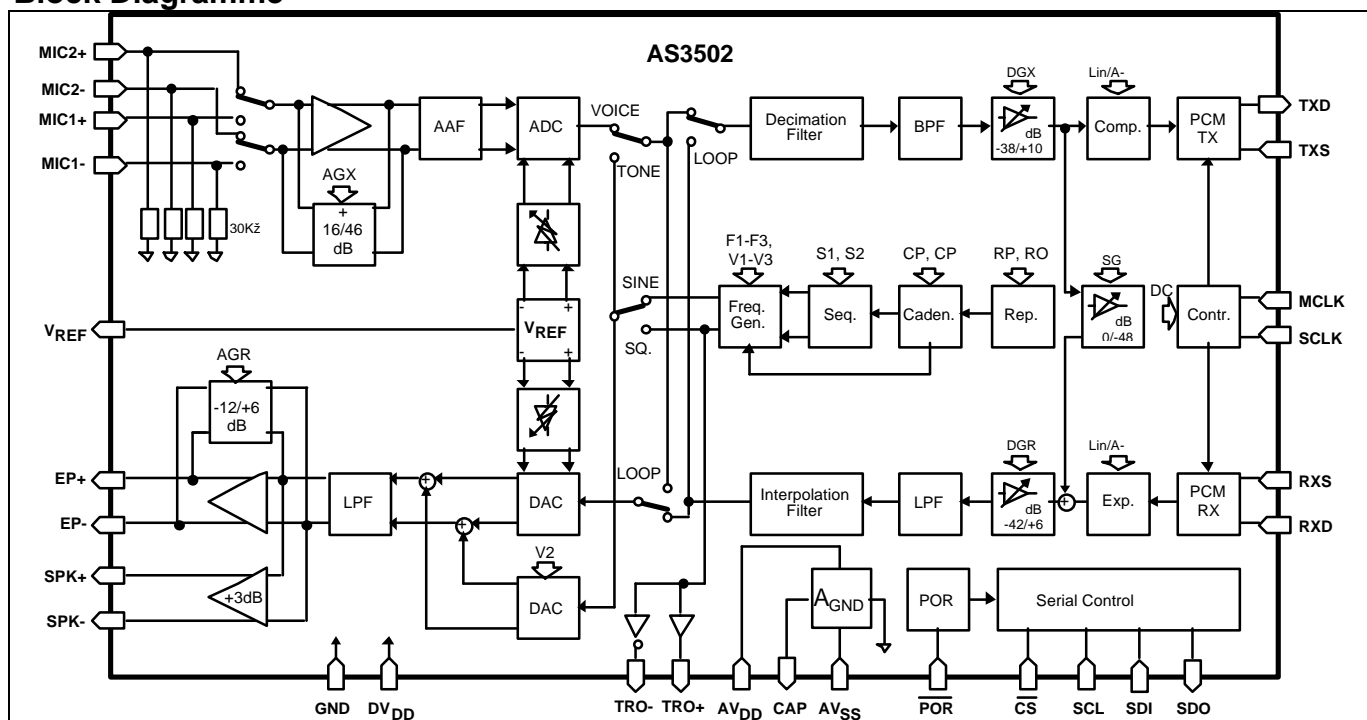 Block Diagramme
AS3502
MIC2+
MIC2-
MIC1+
MIC1-
30Kž
AGX
+
16/46
dB
AAF
ADC
VOICE
TONE
LOOP
Decimation
Filter
BPF
DGX
dB
-38/+10
Lin/A-
Comp.
PCM
TX
TXD
TXS
VREF
- +
VREF
- +
SINE
SQ.
F1-F3,
V1-V3
Freq.
Gen.
S1, S2
Seq.
CP, CP
Caden.
RP, RO
Rep.
SG
dB
0/-48
DC
Contr.
MCLK
SCLK
AGR
-12/+6
dB
EP+
EP-
SPK+
SPK-
+3dB
LPF
+
+
DAC
V2
DAC
LOOP
Interpolation
Filter
LPF
DGR
dB
-42/+6
+
Lin/A-
Exp.
PCM
RX
RXS
RXD
AGND
POR
Serial Control
GND
DVDD
TRO-
TRO+
AVDD
CAP
AVSS
POR
CS
SCL
SDI
SDO